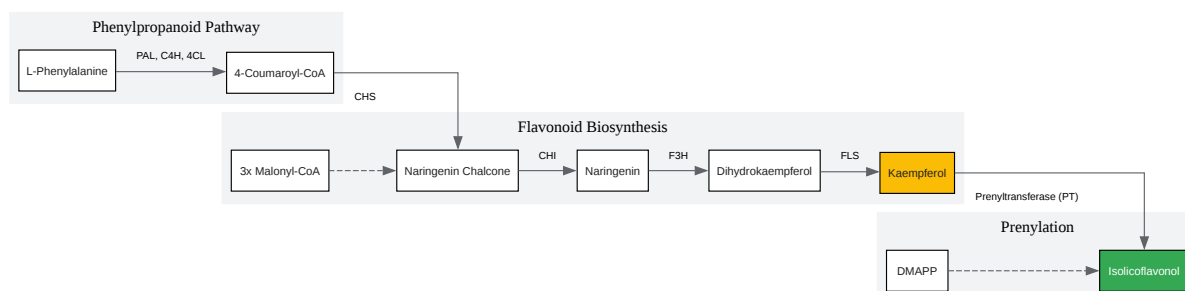 Phenylpropanoid Pathway
L-Phenylalanine
PAL, C4H, 4CL
4-Coumaroyl-CoA
CHS
Flavonoid Biosynthesis
3x Malonyl-CoA
Naringenin Chalcone
CHI
Naringenin
F3H
Dihydrokaempferol
FLS
Kaempferol
Prenyltransferase (PT)
Prenylation
DMAPP
Isolicoflavonol